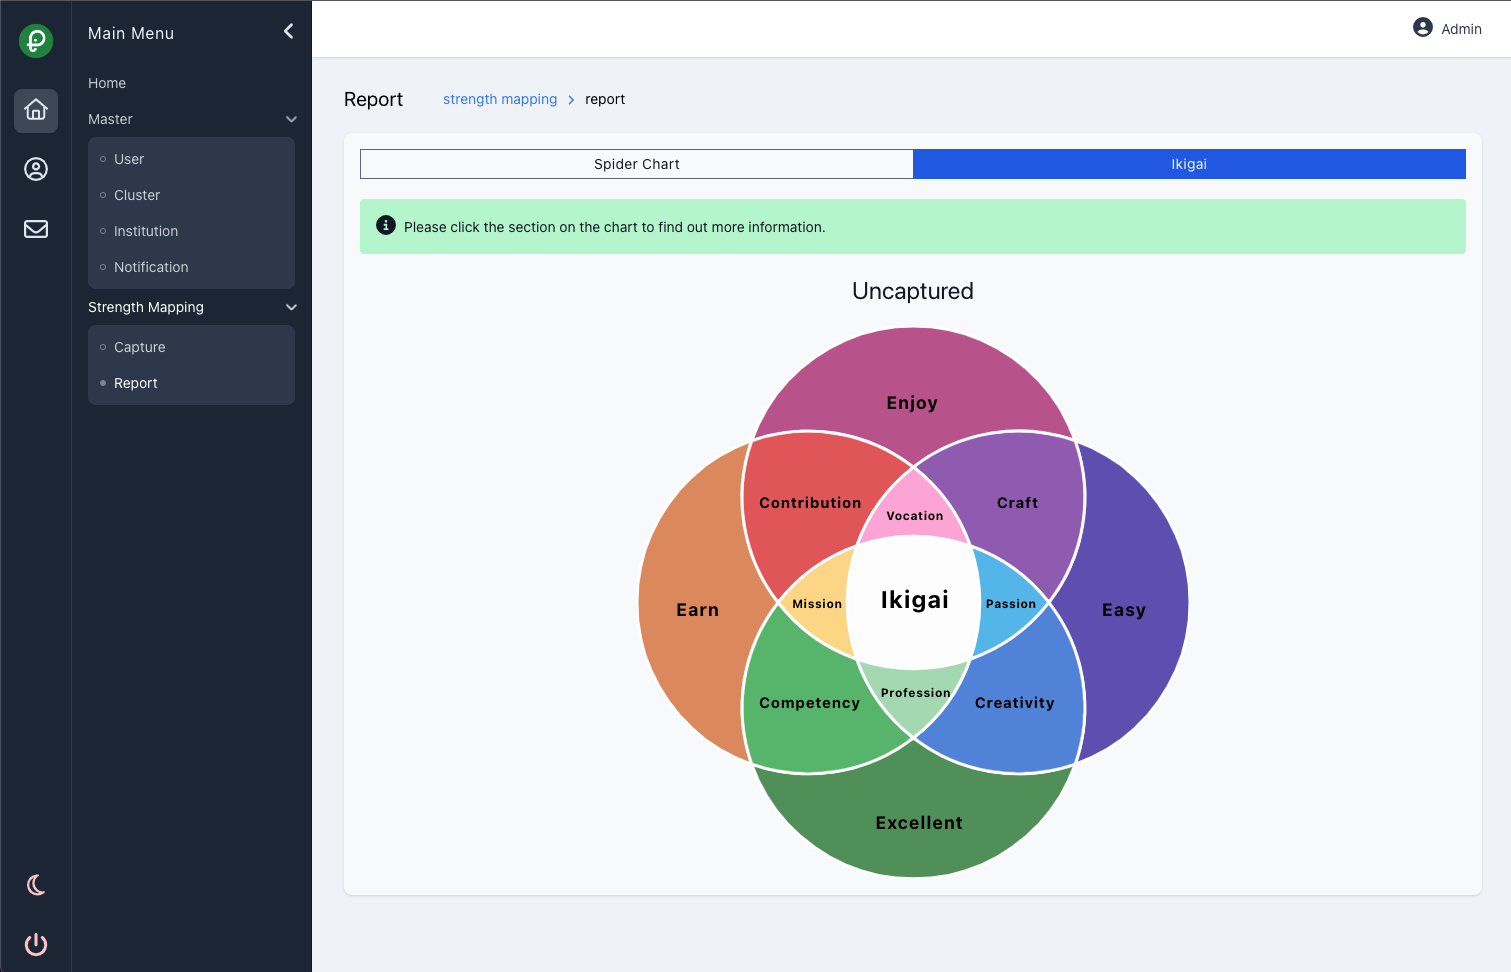 Main Menu
Home
Master
User
Cluster
Institution
Notification
Strength Mapping
Capture
Report
Admin
Report
strength mapping > report
Spider Chart
Ikigai
Please click the section on the chart to find out more information.
Uncaptured
Enjoy
Contribution
Craft
Vocation
Earn
Mission
Ikigai
Passion
Easy
Competency
Profession
Creativity
Excellent